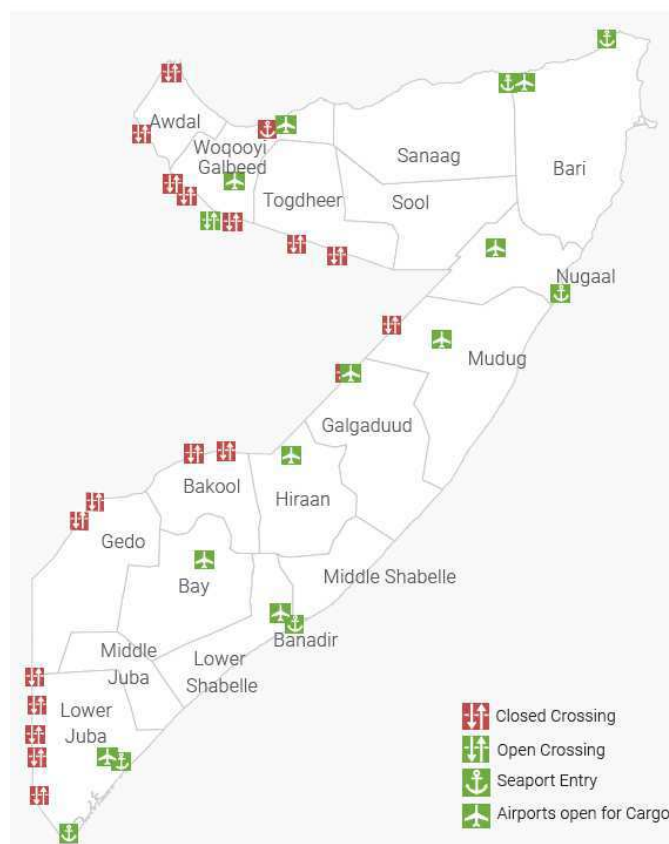 Awdal
Woqooyi
Galbeed
Togdheer
Sanaag
Sool
Bari
Nugaal
Mudug
Galgaduud
Hiraan
Bakool
Gedo
Bay
Middle Shabelle
Banadir
Lower
Shabelle
Middle
Juba
Lower
Juba
Closed Crossing
Open Crossing
Seaport Entry
Airports open for Cargo